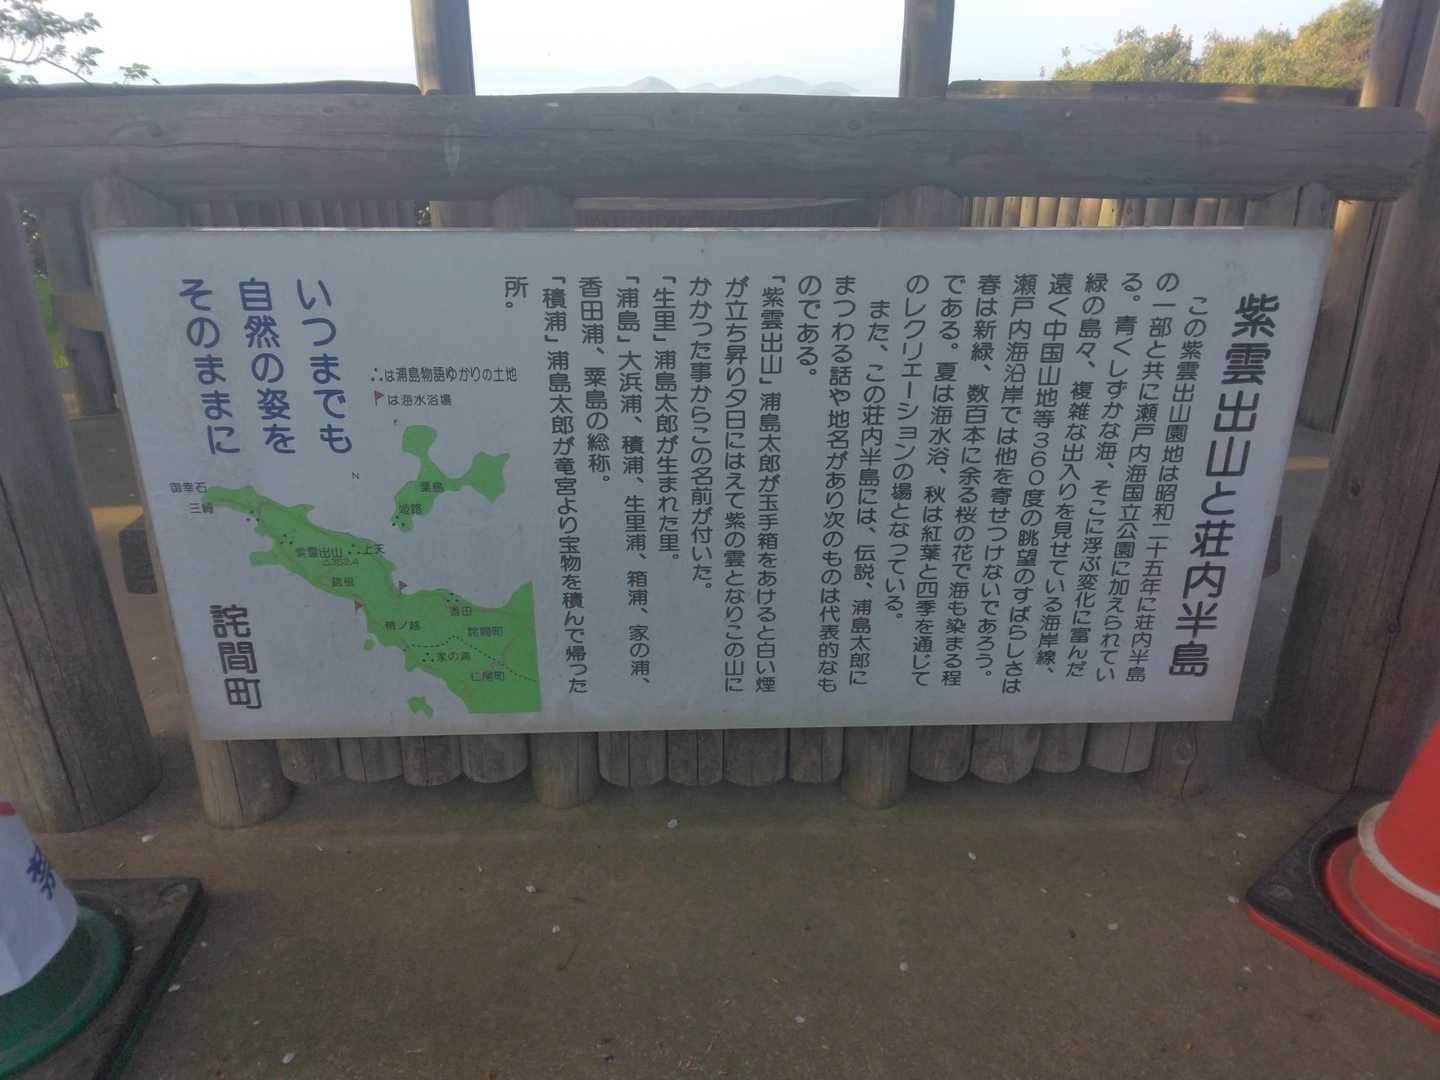 紫雲出山と荘内半島
この紫雲出山園地は昭和二十五年に荘内半島
の一部と共に瀬戸内海国立公園に加えられてい
る。青くしずかな海、そこに浮ぶ変化に富んだ
緑の島々、複雑な出入りを見せている海岸線、
遠く中国山地等360度の眺望のすばらしさは
瀬戸内海沿岸では他を寄せつけないであろう。
春は新緑、数百本に余る桜の花で海も染まる程
である。夏は海水浴、秋は紅葉と四季を通じて
のレクリエーションの場となっている。
また、この荘内半島には、伝説、浦島太郎に
まつわる話や地名があり次のものは代表的なも
のである。
「紫雲出山」浦島太郎が玉手箱をあけると白い煙
が立ち昇り夕日にはえて紫の雲となりこの山に
かかった事からこの名前が付いた。
「生里」浦島太郎が生まれた里。
「浦島」大浜浦、積浦、生里浦、箱浦、家の浦、
香田浦、粟島の総称。
「積浦」浦島太郎が竜宮より宝物を積んで帰った
所。
∴は浦島物語ゆかりの土地
は海水浴場
N
粟島
姫路
御幸石
三崎
紫雲出山
△352.4
上天
鍋根
鴨ノ越
香田
詫間町
家の浦
仁尾町
いつまでも
自然の姿を
そのままに
詫間町